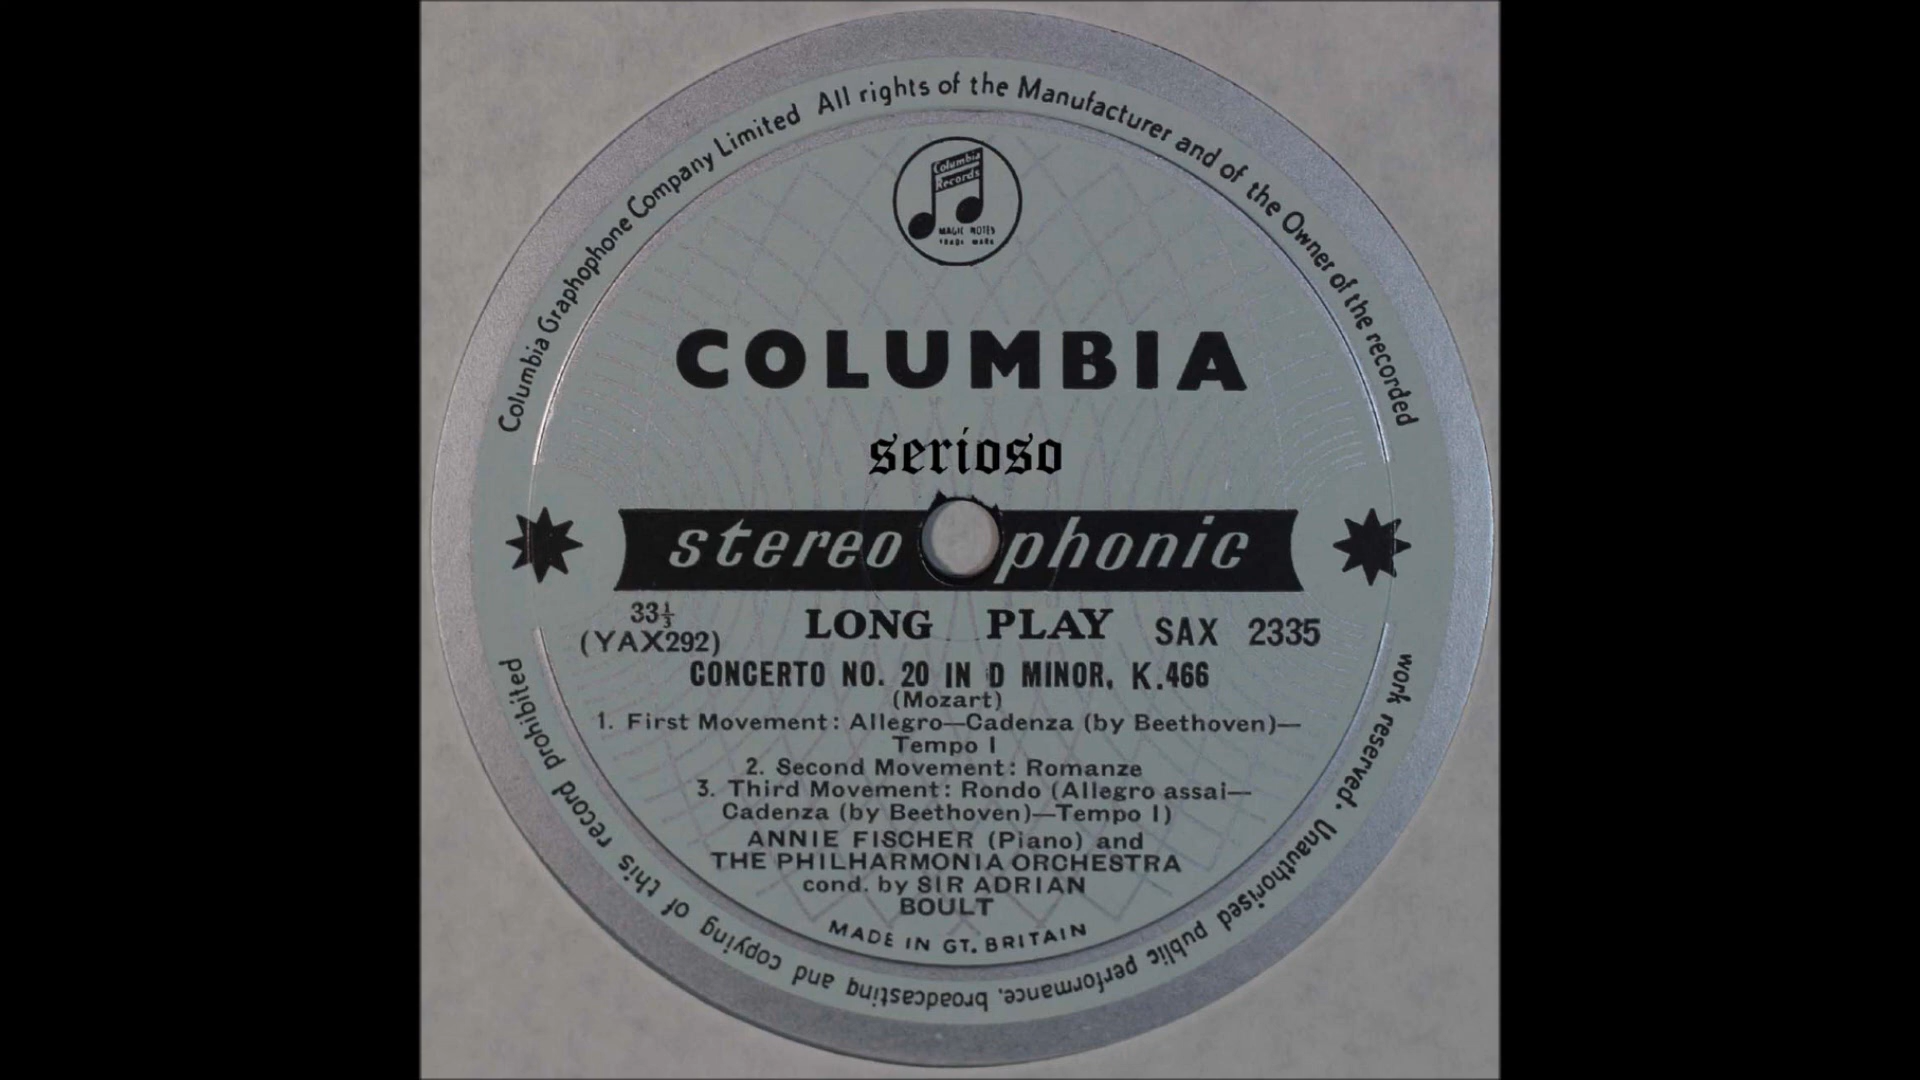 Columbia Graphophone Company Limited All rights of the Manufacturer and of the Owner of the recorded
work reserved. Unauthorised public performance, broadcasting and copying of this record prohibited
Columbia
Records
MAGIC NOTES
TRADE MARK
COLUMBIA
serioso
stereophonic
33⅓ LONG PLAY SAX 2335
(YAX292)
CONCERTO NO. 20 IN D MINOR, K.466
(Mozart)
1. First Movement: Allegro—Cadenza (by Beethoven)—
Tempo I
2. Second Movement: Romanze
3. Third Movement: Rondo (Allegro assai—
Cadenza (by Beethoven)—Tempo I)
ANNIE FISCHER (Piano) and
THE PHILHARMONIA ORCHESTRA
cond. by SIR ADRIAN
BOULT
MADE IN GT. BRITAIN